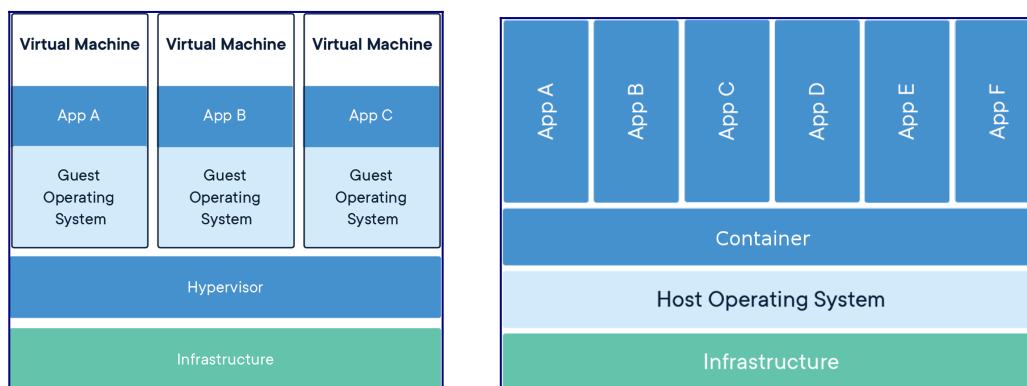 Virtual Machine
Virtual Machine
Virtual Machine
App A
App B
App C
Guest
Operating
System
Guest
Operating
System
Guest
Operating
System
Hypervisor
Infrastructure
App A
App B
App C
App D
App E
App F
Container
Host Operating System
Infrastructure